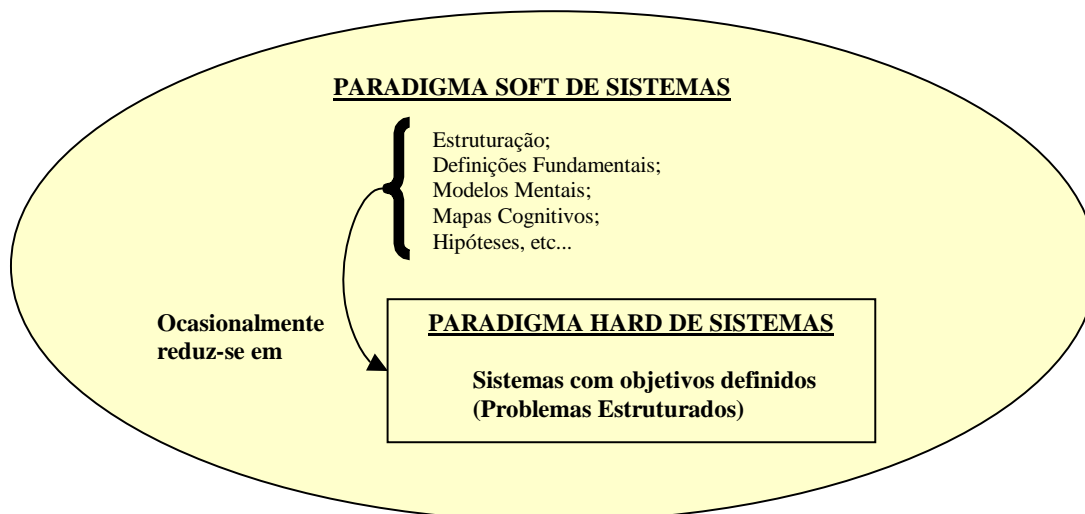 PARADIGMA SOFT DE SISTEMAS
Estruturação;
Definições Fundamentais;
Modelos Mentais;
Mapas Cognitivos;
Hipóteses, etc...
Ocasionalmente
reduz-se em
PARADIGMA HARD DE SISTEMAS
Sistemas com objetivos definidos
(Problemas Estruturados)